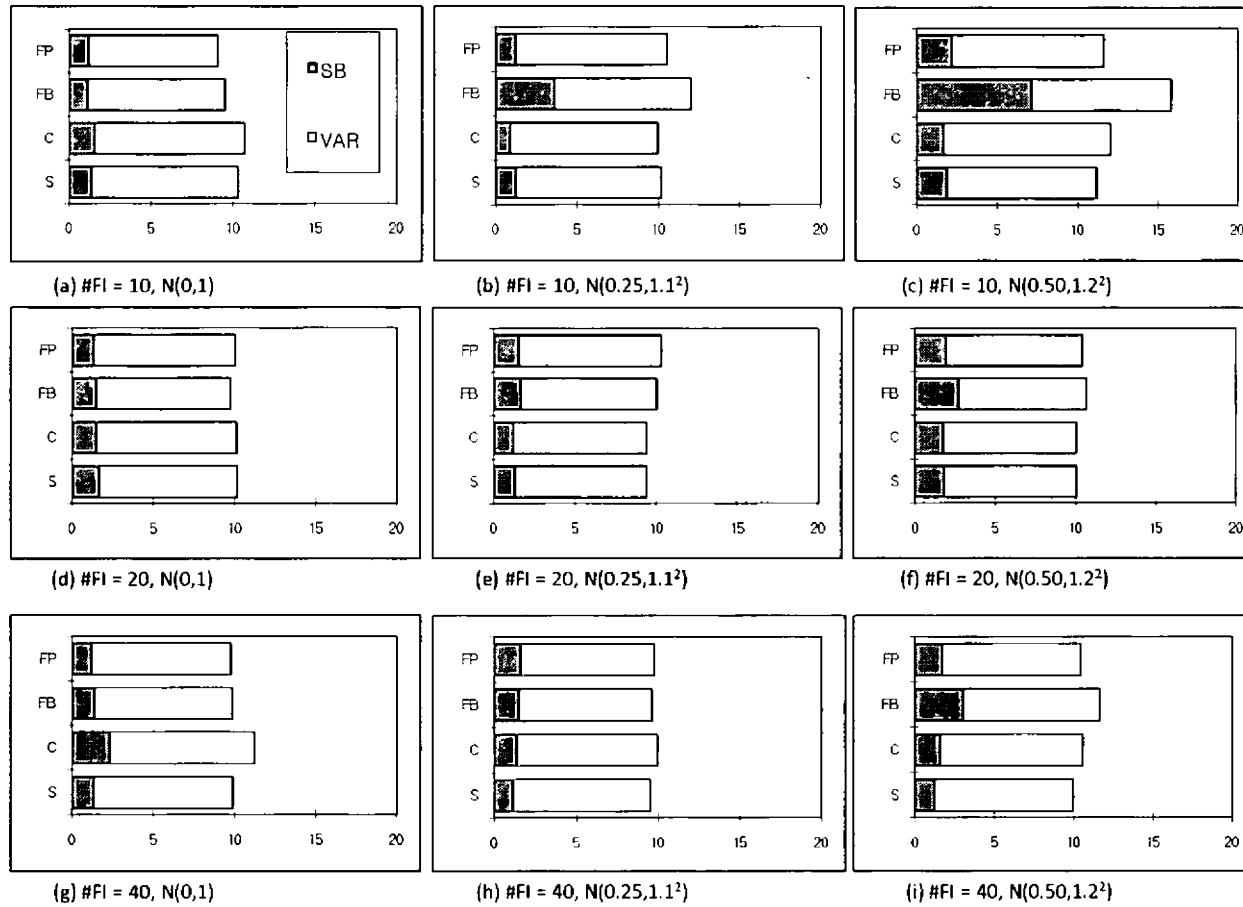 FP
FB
C
S
SB
VAR
0 5 10 15 20
(a) #FI = 10, N(0,1)
FP
FB
C
S
0 5 10 15 20
(b) #FI = 10, N(0.25,1.1²)
FP
FB
C
S
0 5 10 15 20
(c) #FI = 10, N(0.50,1.2²)
FP
FB
C
S
0 5 10 15 20
(d) #FI = 20, N(0,1)
FP
FB
C
S
0 5 10 15 20
(e) #FI = 20, N(0.25,1.1²)
FP
FB
C
S
0 5 10 15 20
(f) #FI = 20, N(0.50,1.2²)
FP
FB
C
S
0 5 10 15 20
(g) #FI = 40, N(0,1)
FP
FB
C
S
0 5 10 15 20
(h) #FI = 40, N(0.25,1.1²)
FP
FB
C
S
0 5 10 15 20
(i) #FI = 40, N(0.50,1.2²)